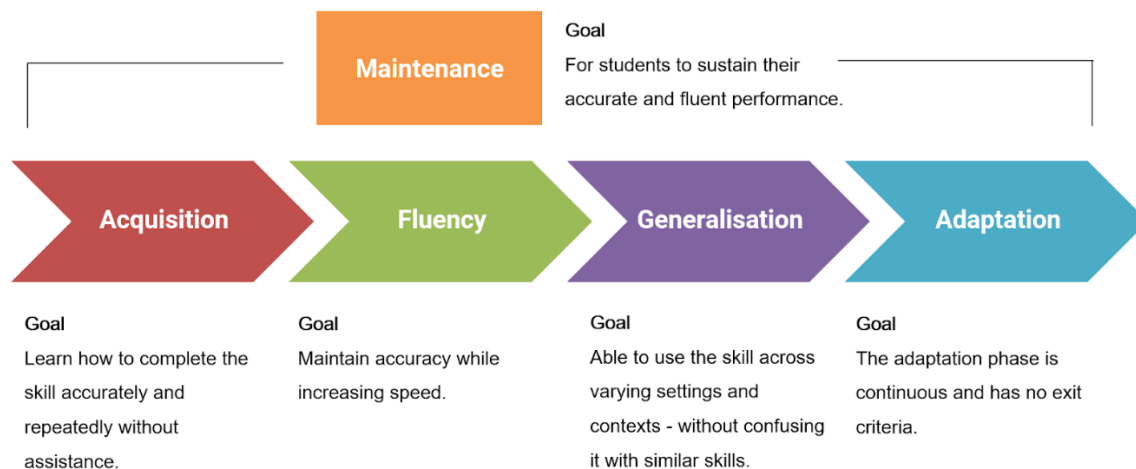 Maintenance
Goal
For students to sustain their
accurate and fluent performance.
Acquisition
Fluency
Generalisation
Adaptation
Goal
Learn how to complete the
skill accurately and
repeatedly without
assistance.
Goal
Maintain accuracy while
increasing speed.
Goal
Able to use the skill across
varying settings and
contexts - without confusing
it with similar skills.
Goal
The adaptation phase is
continuous and has no exit
criteria.